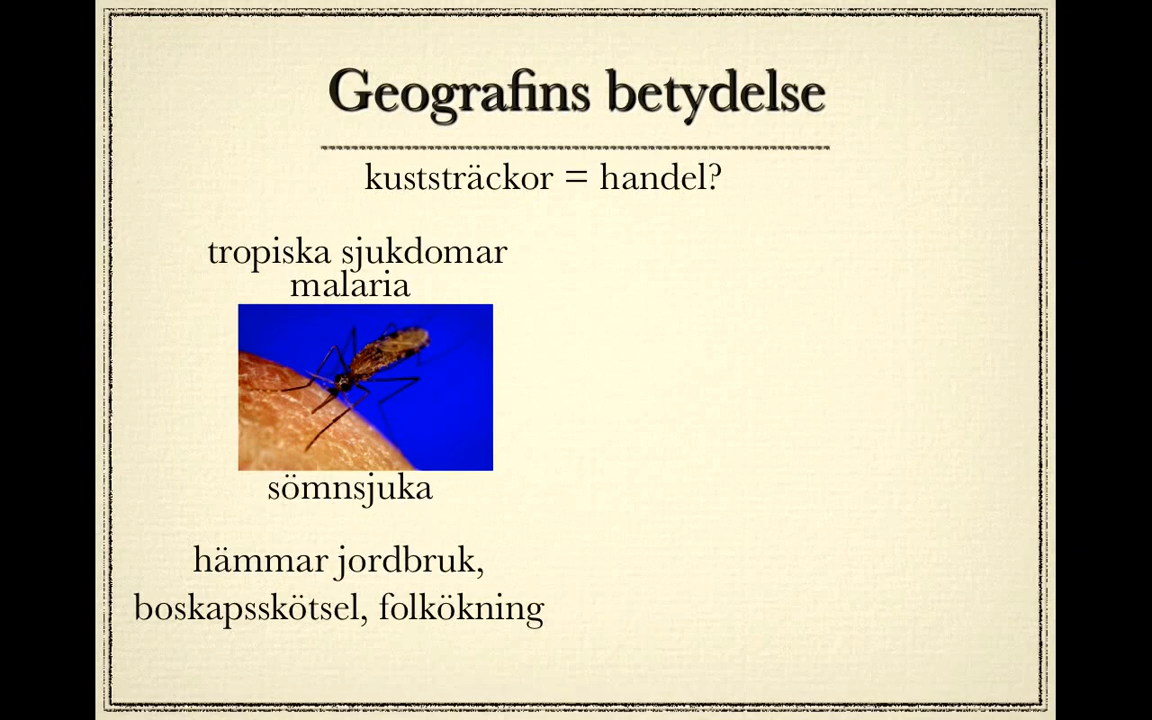 Geografins betydelse
kuststräckor = handel?
tropiska sjukdomar
malaria
sömnsjuka
hämmar jordbruk,
boskapsskötsel, folkökning